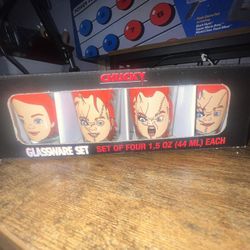 CHUCKY
GLASSWARE SET SET OF FOUR 1.5 OZ (44 ML) EACH